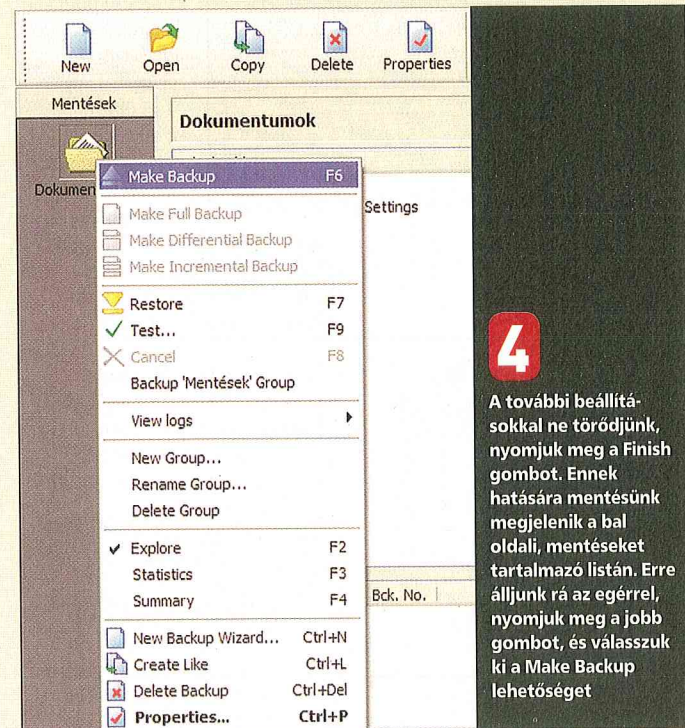 New Open Copy Delete Properties
Mentések
Dokumentumok
Make Backup F6
Settings
Make Full Backup
Make Differential Backup
Make Incremental Backup
Restore F7
Test... F9
Cancel F8
Backup 'Mentések' Group
View logs
New Group...
Rename Group...
Delete Group
Explore F2
Statistics F3
Summary F4
Bck. No.
New Backup Wizard... Ctrl+N
Create Like Ctrl+L
Delete Backup Ctrl+Del
Properties... Ctrl+P
4
A további beállítá-
sokkal ne törődjünk,
nyomjuk meg a Finish
gombot. Ennek
hatására mentésünk
megjelenik a bal
oldali, mentéseket
tartalmazó listán. Erre
álljunk rá az egérrel,
nyomjuk meg a jobb
gombot, és válasszuk
ki a Make Backup
lehetőséget